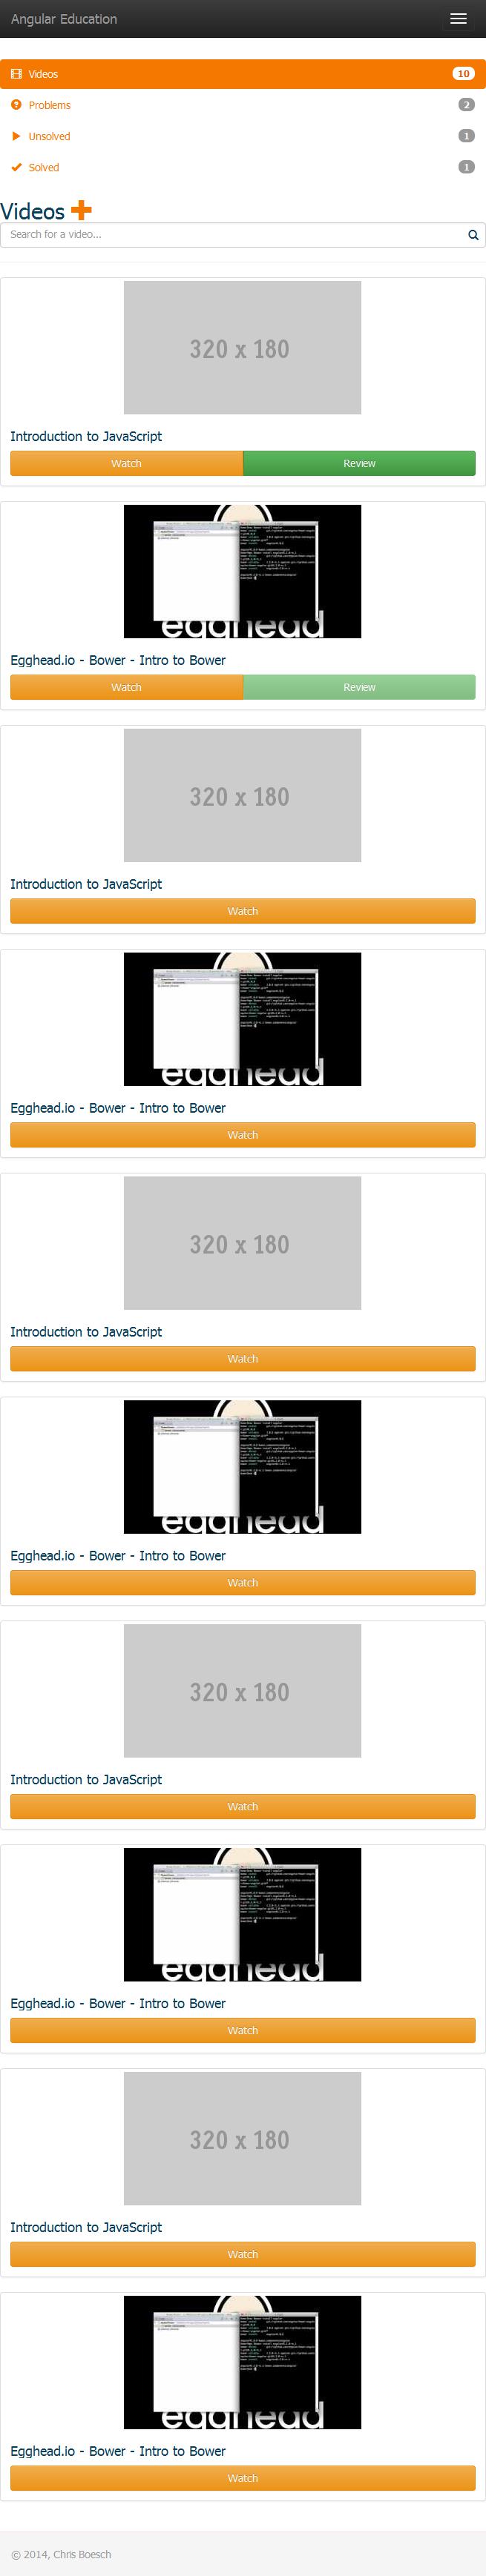 Angular Education
Videos 10
Problems 2
Unsolved 1
Solved 1
Videos
Search for a video...
320 x 180
Introduction to JavaScript
Watch Review
egghead
Egghead.io - Bower - Intro to Bower
Watch Review
320 x 180
Introduction to JavaScript
Watch
egghead
Egghead.io - Bower - Intro to Bower
Watch
320 x 180
Introduction to JavaScript
Watch
egghead
Egghead.io - Bower - Intro to Bower
Watch
320 x 180
Introduction to JavaScript
Watch
egghead
Egghead.io - Bower - Intro to Bower
Watch
320 x 180
Introduction to JavaScript
Watch
egghead
Egghead.io - Bower - Intro to Bower
Watch
© 2014, Chris Boesch